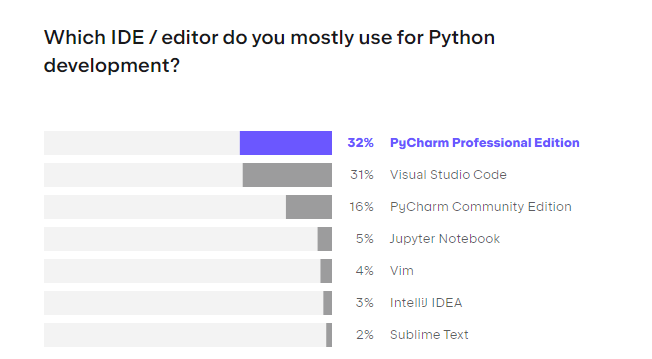 Which IDE / editor do you mostly use for Python
development?
32% PyCharm Professional Edition
31% Visual Studio Code
16% PyCharm Community Edition
5% Jupyter Notebook
4% Vim
3% IntelliJ IDEA
2% Sublime Text